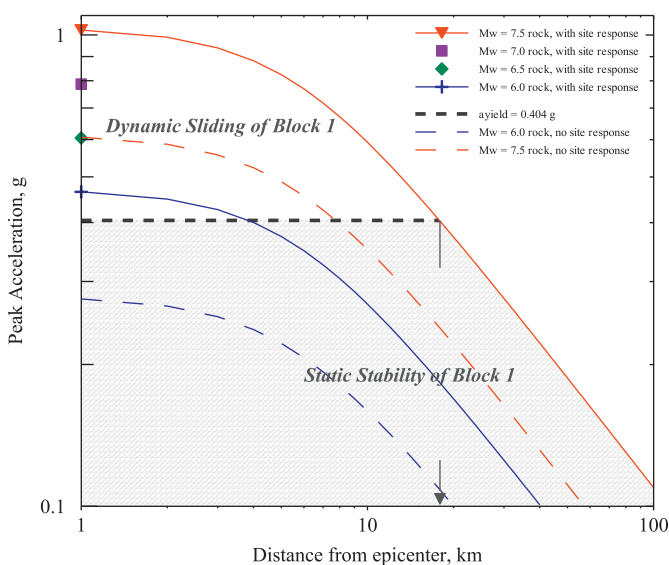 Mw = 7.5 rock, with site response
Mw = 7.0 rock, with site response
Mw = 6.5 rock, with site response
Mw = 6.0 rock, with site response
ayield = 0.404 g
Mw = 6.0 rock, no site response
Mw = 7.5 rock, no site response
1
Dynamic Sliding of Block 1
Peak Acceleration, g
Static Stability of Block 1
0.1
1
10
100
Distance from epicenter, km